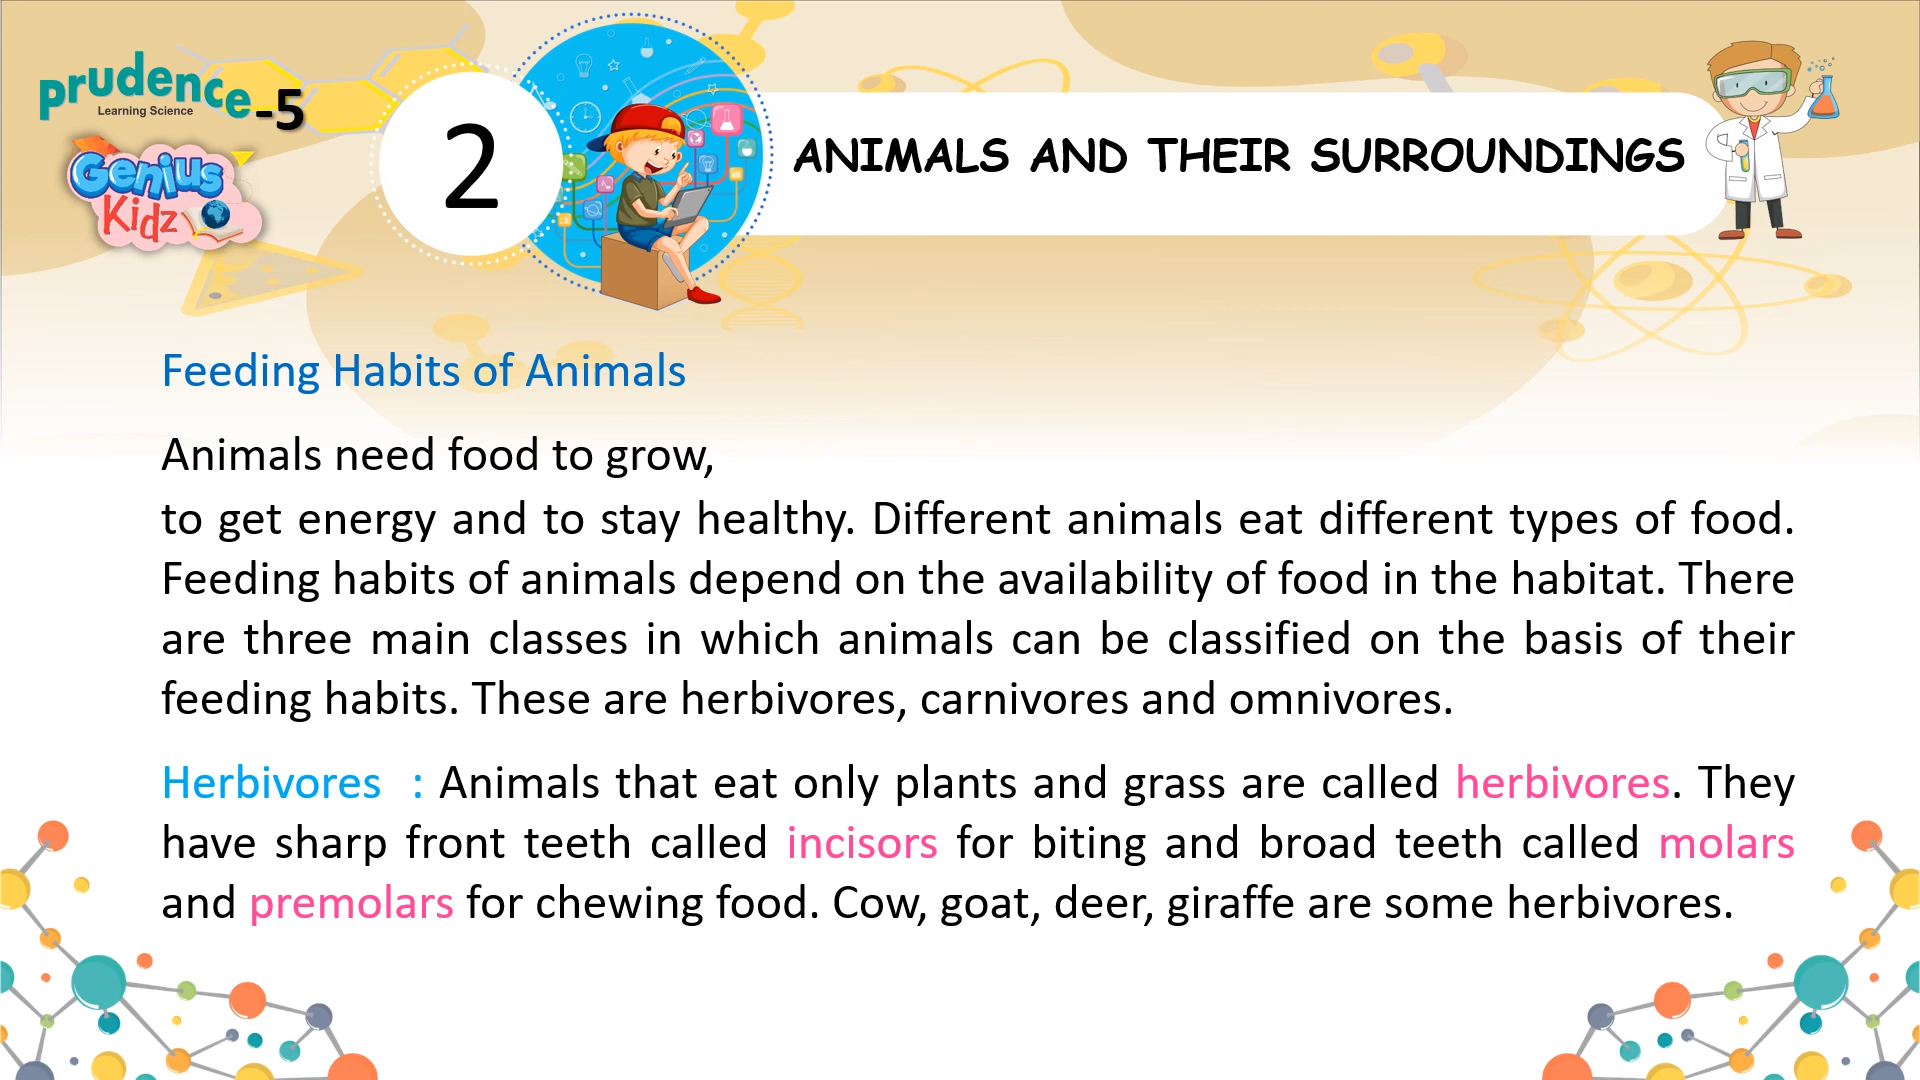 prudence-5
Learning Science
Genius
Kidz
2
ANIMALS AND THEIR SURROUNDINGS
Feeding Habits of Animals
Animals need food to grow,
to get energy and to stay healthy. Different animals eat different types of food.
Feeding habits of animals depend on the availability of food in the habitat. There
are three main classes in which animals can be classified on the basis of their
feeding habits. These are herbivores, carnivores and omnivores.
Herbivores : Animals that eat only plants and grass are called herbivores. They
have sharp front teeth called incisors for biting and broad teeth called molars
and premolars for chewing food. Cow, goat, deer, giraffe are some herbivores.